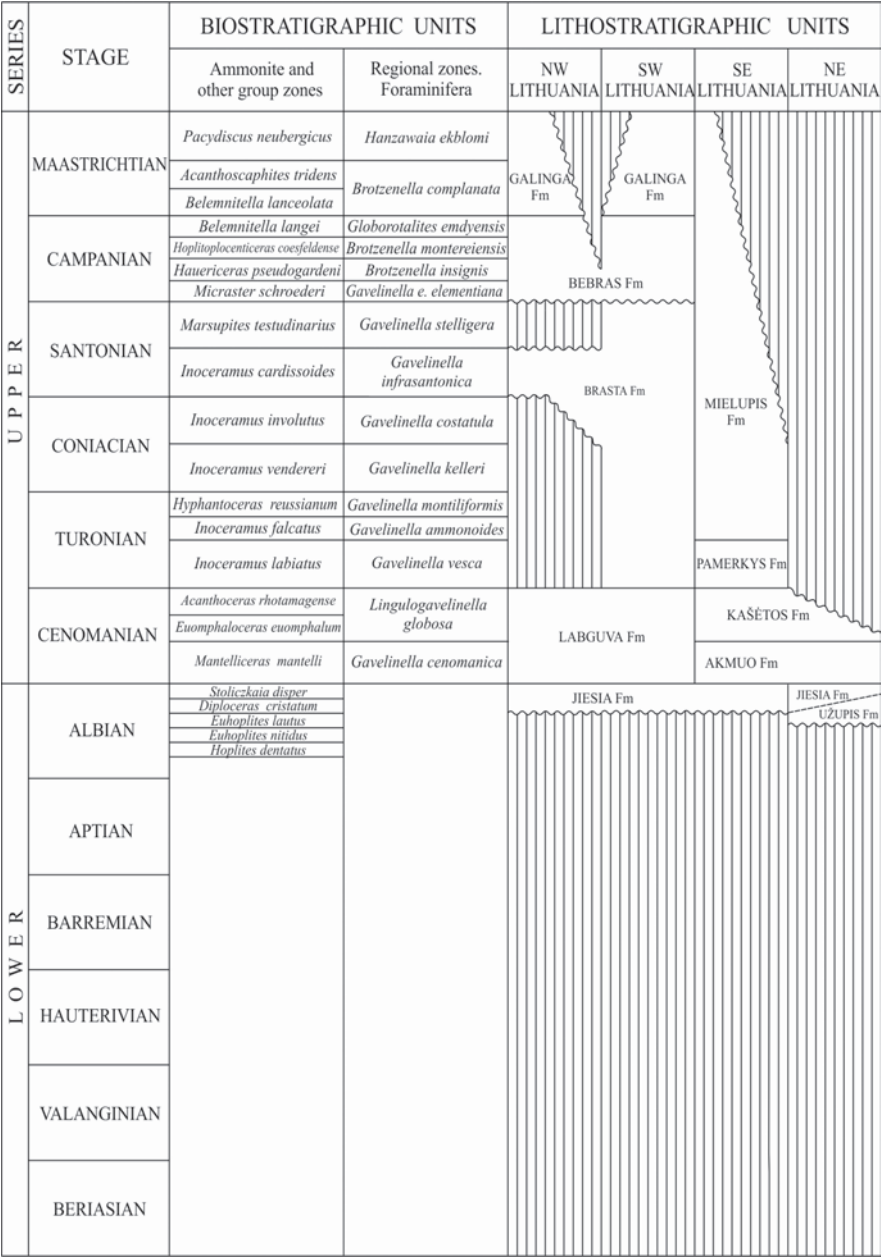 SERIES
STAGE
BIOSTRATIGRAPHIC UNITS
LITHOSTRATIGRAPHIC UNITS
Ammonite and
other group zones
Regional zones.
Foraminifera
NW
LITHUANIA
SW
LITHUANIA
SE
LITHUANIA
NE
LITHUANIA
UPPER
MAASTRICHTIAN
Pacydiscus neubergicus
Hanzawaia ekblomi
Acanthoscaphites tridens
Brotzenella complanata
Belemnitella lanceolata
GALINGA
Fm
GALINGA
Fm
CAMPANIAN
Belemnitella langei
Globorotalites emdyensis
Hoplitoplocenticeras coesfeldense
Brotzenella montereiensis
Hauericeras pseudogardeni
Brotzenella insignis
Micraster schroederi
Gavelinella e. elementiana
BEBRAS Fm
SANTONIAN
Marsupites testudinarius
Gavelinella stelligera
Inoceramus cardissoides
Gavelinella
infrasantonica
BRASTA Fm
MIELUPIS
Fm
CONIACIAN
Inoceramus involutus
Gavelinella costatula
Inoceramus vendereri
Gavelinella kelleri
TURONIAN
Hyphantoceras reussianum
Gavelinella montiliformis
Inoceramus falcatus
Gavelinella ammonoides
Inoceramus labiatus
Gavelinella vesca
PAMERKYS Fm
CENOMANIAN
Acanthoceras rhotamagense
Lingulogavelinella
globosa
Euomphaloceras euomphalum
Mantelliceras mantelli
Gavelinella cenomanica
LABGUVA Fm
KAŠĖTOS Fm
AKMUO Fm
LOWER
ALBIAN
Stoliczkaia disper
Diploceras cristatum
Euhoplites lautus
Euhoplites nitidus
Hoplites dentatus
JIESIA Fm
JIESIA Fm
UŽUPIS Fm
APTIAN
BARREMIAN
HAUTERIVIAN
VALANGINIAN
BERIASIAN